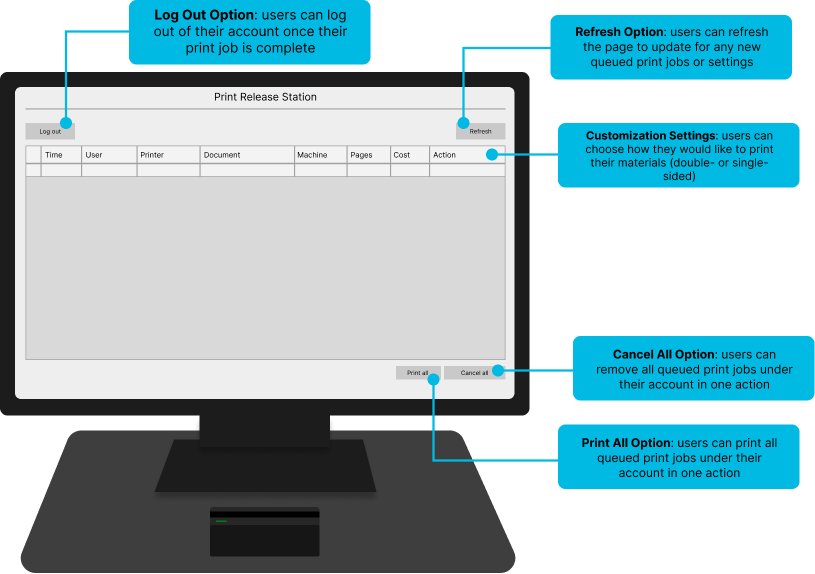 Log Out Option: users can log
out of their account once their
print job is complete
Refresh Option: users can refresh
the page to update for any new
queued print jobs or settings
Print Release Station
Log out
Refresh
Customization Settings: users can
choose how they would like to print
their materials (double- or single-
sided)
Time User Printer Document Machine Pages Cost Action
Cancel All Option: users can
remove all queued print jobs under
their account in one action
Print all
Cancel all
Print All Option: users can print all
queued print jobs under their
account in one action